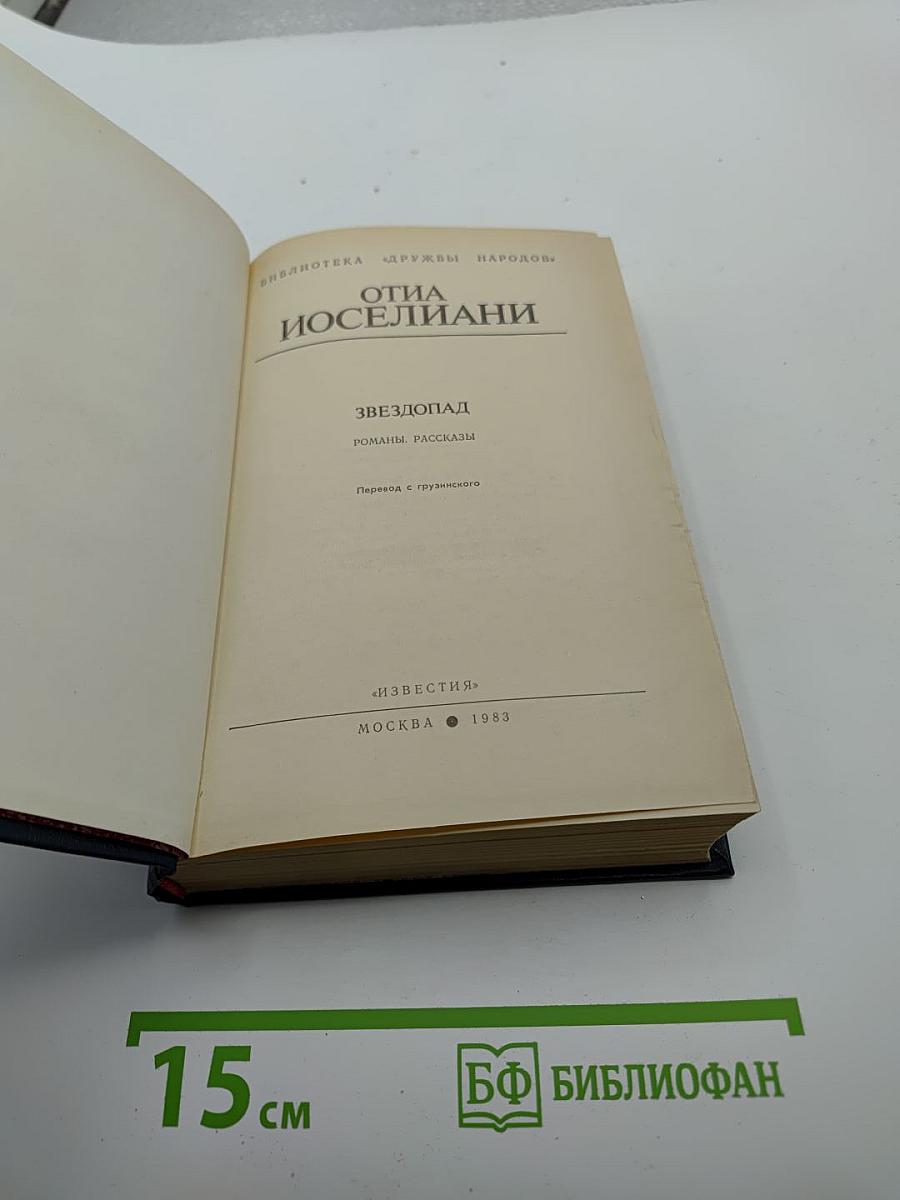 БИБЛИОТЕКА «ДРУЖБЫ НАРОДОВ»
ОТИА
ИОСЕЛИАНИ
ЗВЕЗДОПАД
РОМАНЫ. РАССКАЗЫ
Перевод с грузинского
«ИЗВЕСТИЯ»
МОСКВА ● 1983
15 см
БФ БИБЛИОФАН